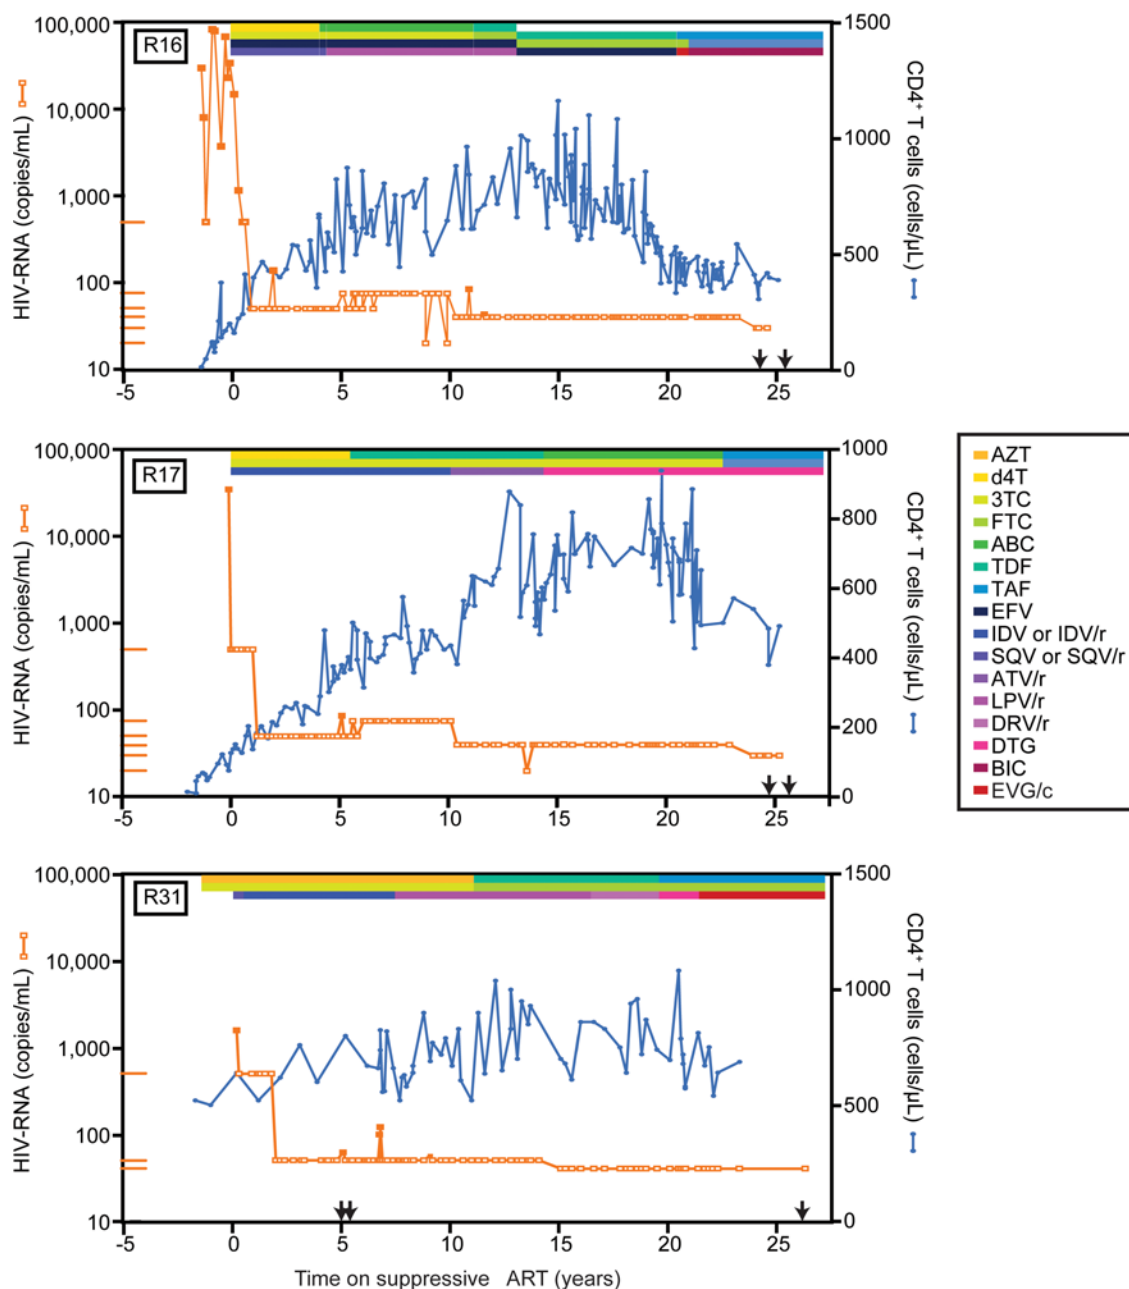 R16
HIV-RNA (copies/mL)
100,000
10,000
1,000
100
10
1500
1000
500
0
CD4⁺ T cells (cells/μL)
-5 0 5 10 15 20 25
R17
HIV-RNA (copies/mL)
100,000
10,000
1,000
100
10
1000
800
600
400
200
0
CD4⁺ T cells (cells/μL)
-5 0 5 10 15 20 25
AZT
d4T
3TC
FTC
ABC
TDF
TAF
EFV
IDV or IDV/r
SQV or SQV/r
ATV/r
LPV/r
DRV/r
DTG
BIC
EVG/c
R31
HIV-RNA (copies/mL)
100,000
10,000
1,000
100
10
1500
1000
500
0
CD4⁺ T cells (cells/μL)
-5 0 5 10 15 20 25
Time on suppressive ART (years)